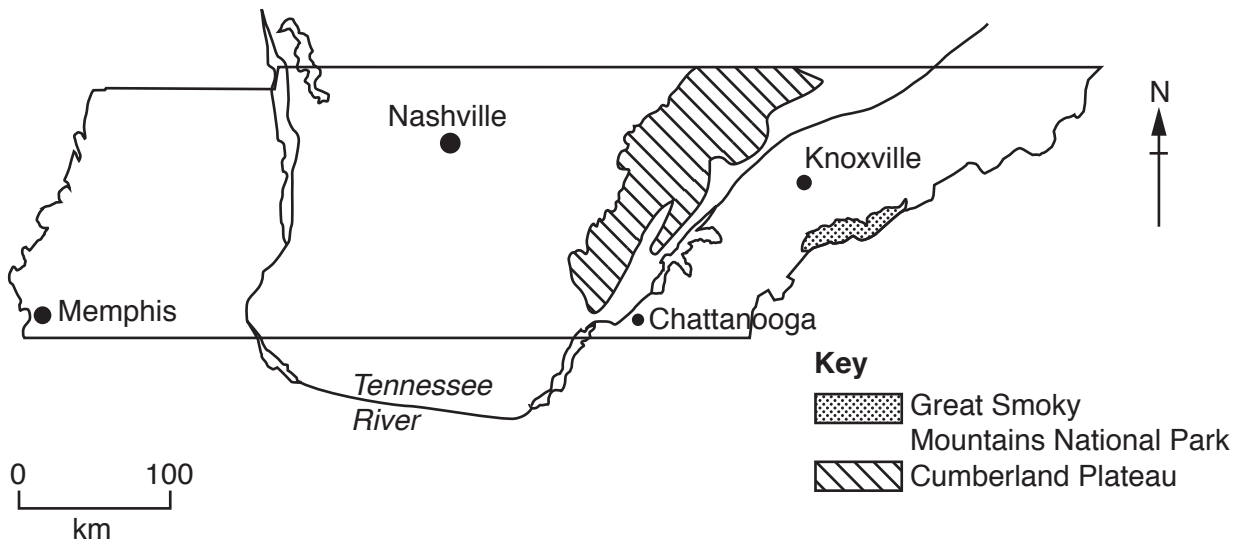 Nashville
N
Knoxville
Memphis
Chattanooga
Tennessee
River
Key
Great Smoky
Mountains National Park
Cumberland Plateau
0 100
km